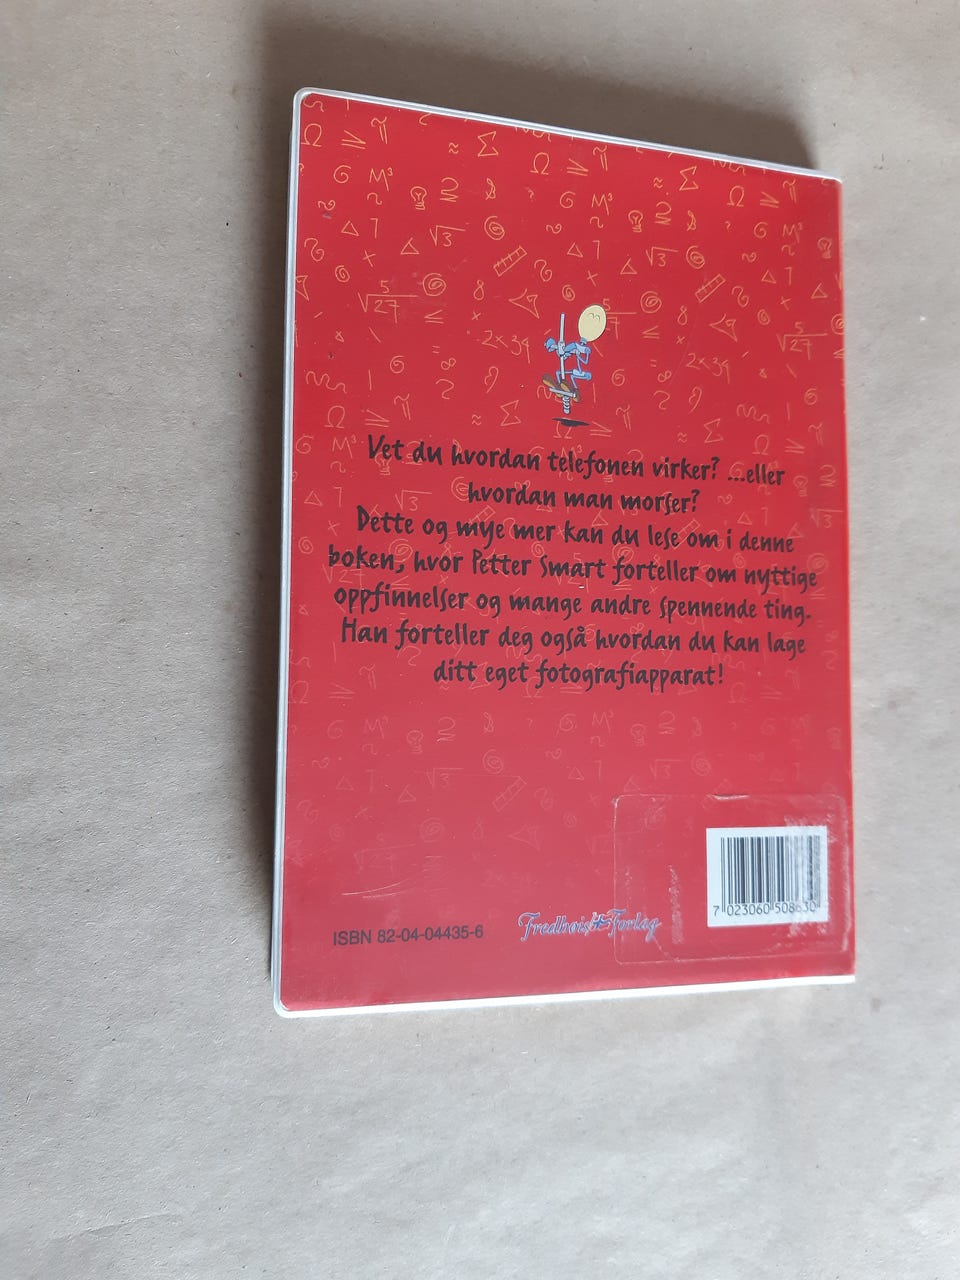 Vet du hvordan telefonen virker? ...eller
hvordan man morser?
Dette og mye mer kan du lese om i denne
boken, hvor Petter Smart forteller om nyttige
oppfinnelser og mange andre spennende ting.
Han forteller deg også hvordan du kan lage
ditt eget fotografiapparat!
ISBN 82-04-04435-6
Fredhøis Forlag
7 023060 508630